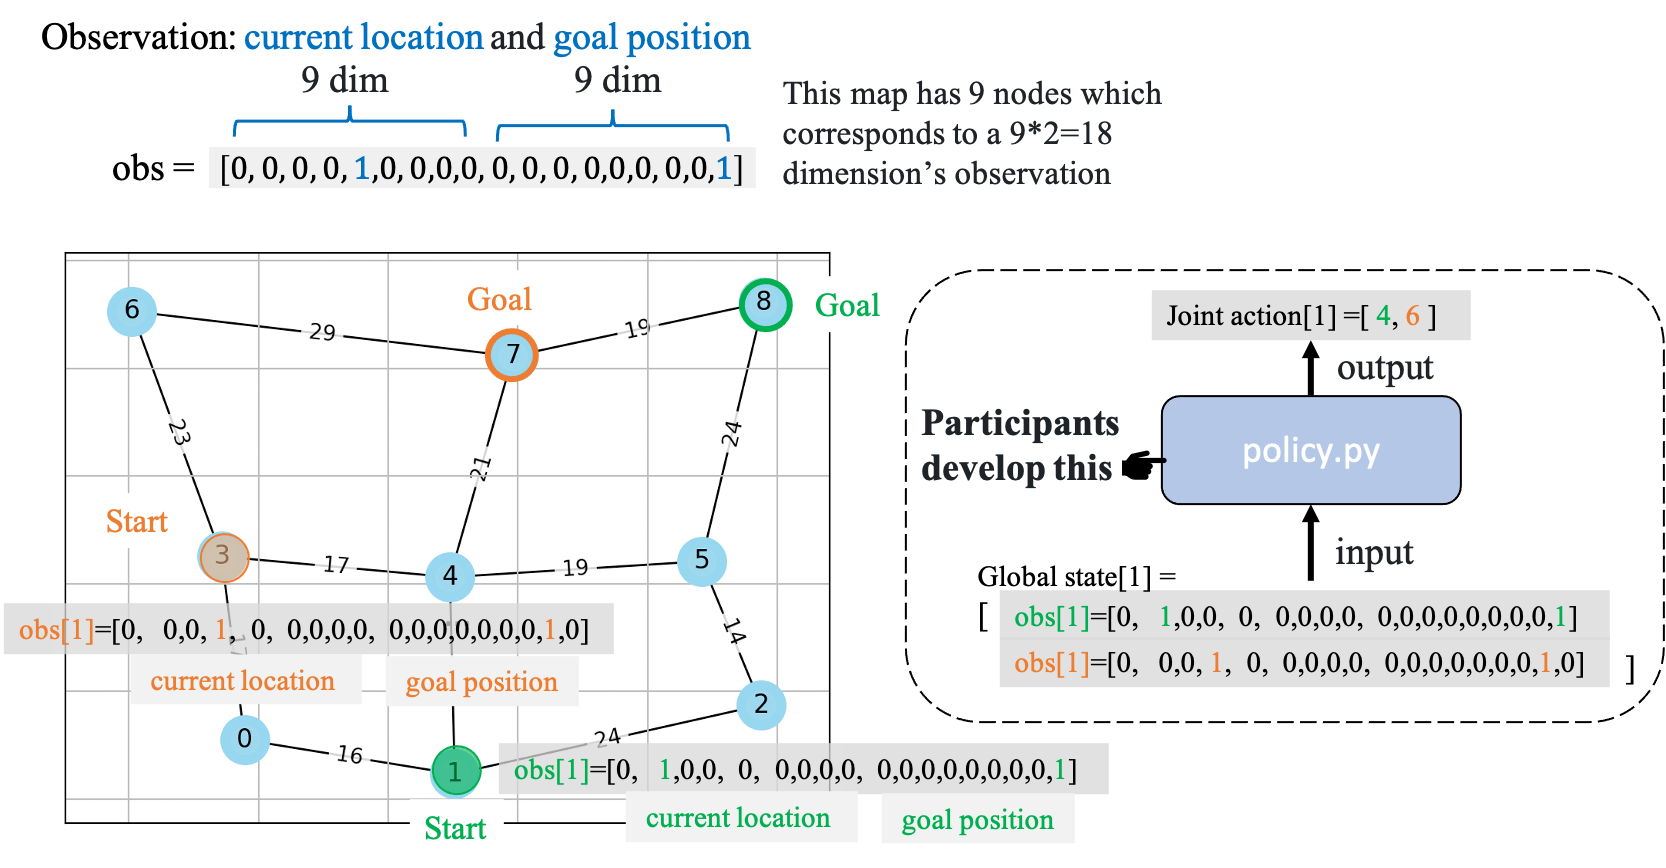 Observation: current location and goal position
9 dim 9 dim
This map has 9 nodes which
corresponds to a 9*2=18
dimension's observation
obs = [0, 0, 0, 0, 1,0, 0,0,0, 0, 0, 0, 0,0,0, 0,0,1]
6
29
Goal
7
19
8
Goal
23
21
24
Start
3
17
4
19
5
obs[1]=[0, 0,0, 1, 0, 0,0,0,0, 0,0,0,0,0,0,0,1,0]
14
current location
goal position
0
16
1
24
2
obs[1]=[0, 1,0,0, 0, 0,0,0,0, 0,0,0,0,0,0,0,0,1]
Start
current location
goal position
Joint action[1] =[ 4, 6 ]
output
Participants
develop this
policy.py
input
Global state[1] =
[ obs[1]=[0, 1,0,0, 0, 0,0,0,0, 0,0,0,0,0,0,0,0,1]
obs[1]=[0, 0,0, 1, 0, 0,0,0,0, 0,0,0,0,0,0,0,1,0] ]